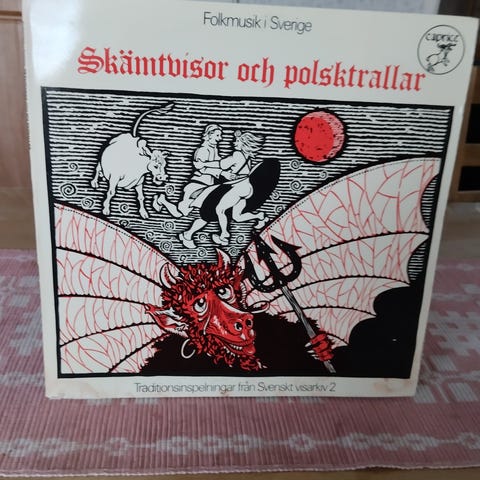 Folkmusik i Sverige
caprice
Skämtvisor och polsktrallar
Traditionsinspelningar från Svenskt visarkiv 2